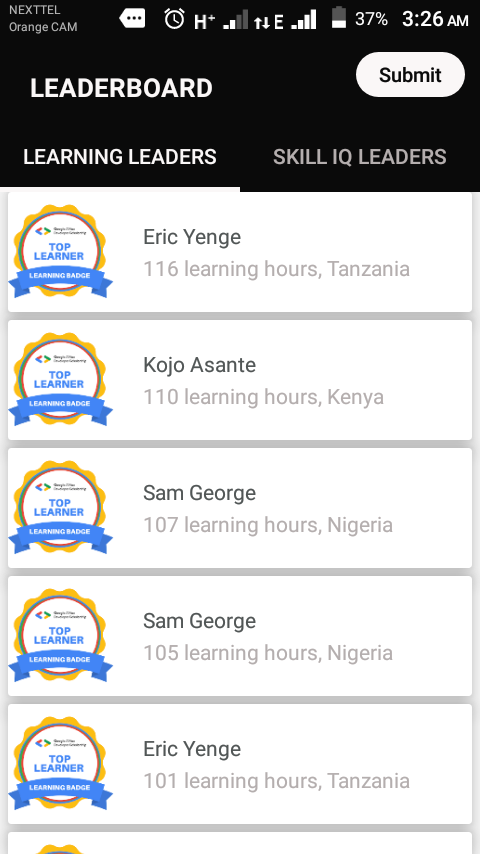 NEXTTEL
Orange CAM
H+
E
37%
3:26 AM
LEADERBOARD
Submit
LEARNING LEADERS
SKILL IQ LEADERS
TOP
LEARNER
LEARNING BADGE
Eric Yenge
116 learning hours, Tanzania
TOP
LEARNER
LEARNING BADGE
Kojo Asante
110 learning hours, Kenya
TOP
LEARNER
LEARNING BADGE
Sam George
107 learning hours, Nigeria
TOP
LEARNER
LEARNING BADGE
Sam George
105 learning hours, Nigeria
TOP
LEARNER
LEARNING BADGE
Eric Yenge
101 learning hours, Tanzania